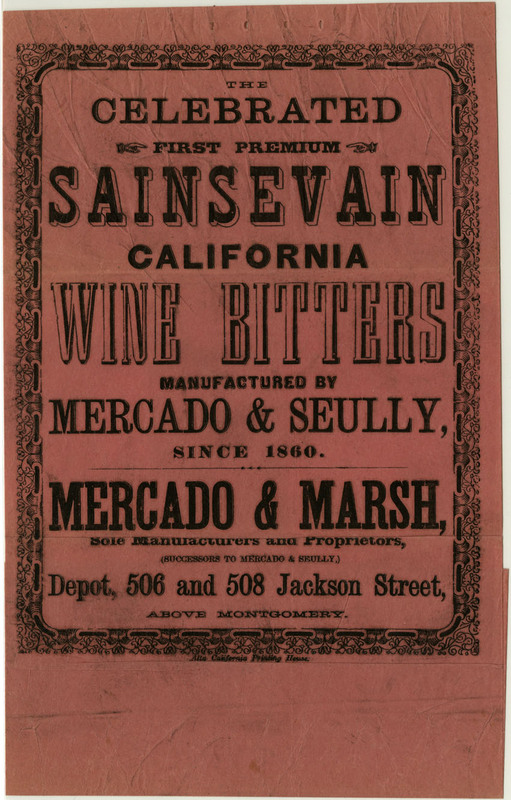 THE
CELEBRATED
FIRST PREMIUM
SAINSEVAIN
CALIFORNIA
WINE BITTERS
MANUFACTURED BY
MERCADO & SEULLY,
SINCE 1860.
MERCADO & MARSH,
Sole Manufacturers and Proprietors,
(SUCCESSORS TO MERCADO & SEULLY,)
Depot, 506 and 508 Jackson Street,
ABOVE MONTGOMERY.
Alta California Printing House.